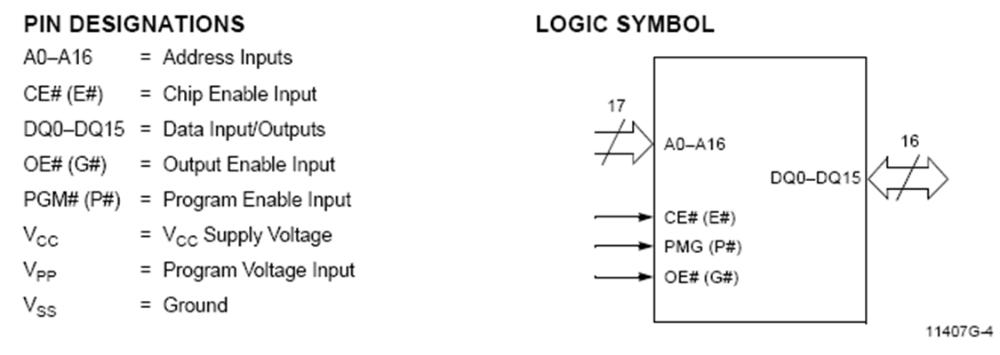 PIN DESIGNATIONS
A0–A16 = Address Inputs
CE# (E#) = Chip Enable Input
DQ0–DQ15 = Data Input/Outputs
OE# (G#) = Output Enable Input
PGM# (P#) = Program Enable Input
VCC = VCC Supply Voltage
VPP = Program Voltage Input
VSS = Ground
LOGIC SYMBOL
17
A0–A16
16
DQ0–DQ15
CE# (E#)
PMG (P#)
OE# (G#)
11407G-4